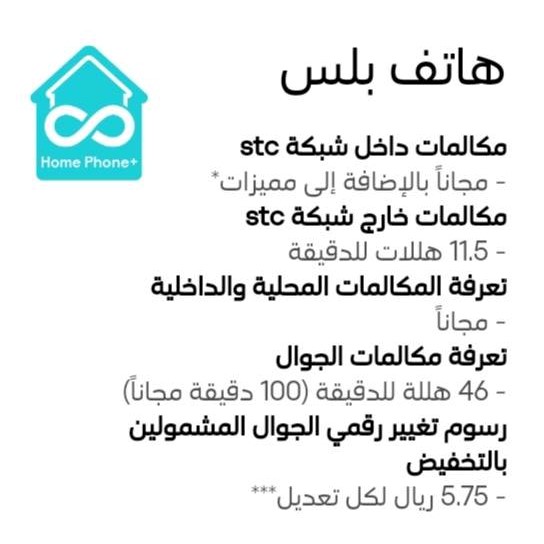 هاتف بلس
Home Phone+
مكالمات داخل شبكة stc
- مجاناً بالإضافة إلى مميزات*
مكالمات خارج شبكة stc
- 11.5 هللات للدقيقة
تعرفة المكالمات المحلية والداخلية
- مجاناً
تعرفة مكالمات الجوال
- 46 هللة للدقيقة (100 دقيقة مجاناً)
رسوم تغيير رقمي الجوال المشمولين
بالتخفيض
- 5.75 ريال لكل تعديل***